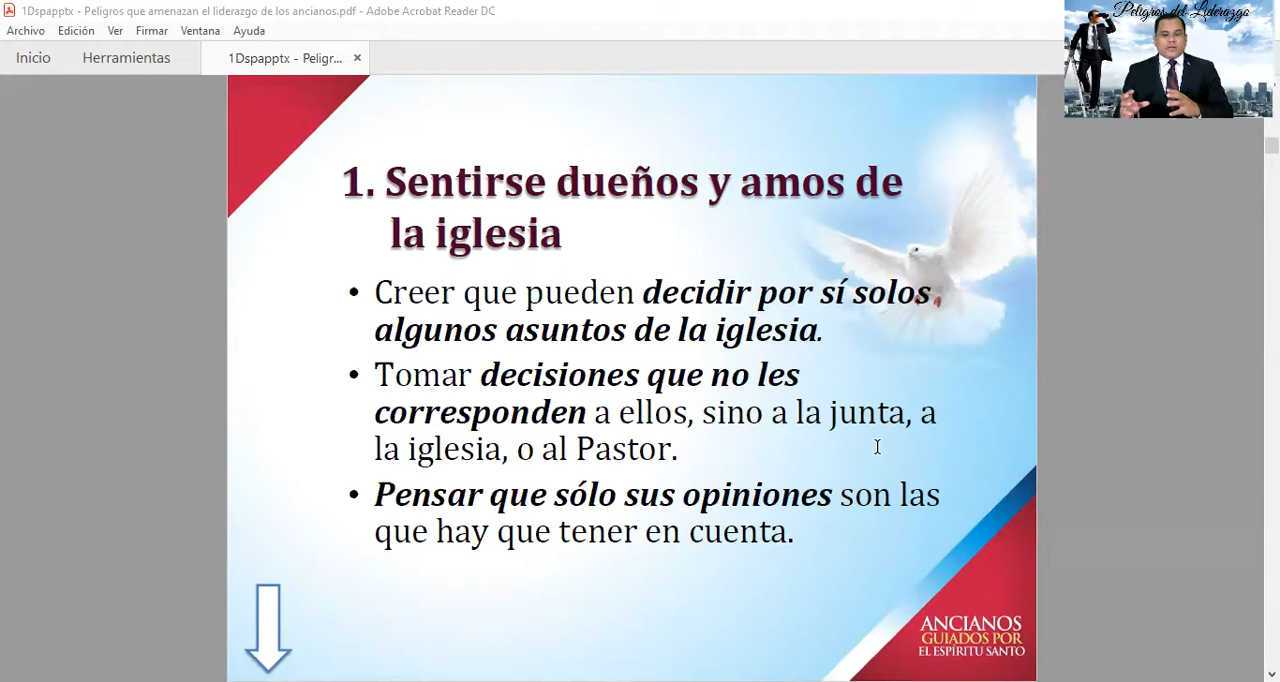 1Dspapptx - Peligros que amenazan el liderazgo de los ancianos.pdf - Adobe Acrobat Reader DC
Archivo Edición Ver Firmar Ventana Ayuda
Inicio Herramientas 1Dspapptx - Peligr... ×
Peligros del Liderazgo
1. Sentirse dueños y amos de
la iglesia
• Creer que pueden decidir por sí solos
algunos asuntos de la iglesia.
• Tomar decisiones que no les
corresponden a ellos, sino a la junta, a
la iglesia, o al Pastor.
• Pensar que sólo sus opiniones son las
que hay que tener en cuenta.
ANCIANOS
GUIADOS POR
EL ESPÍRITU SANTO